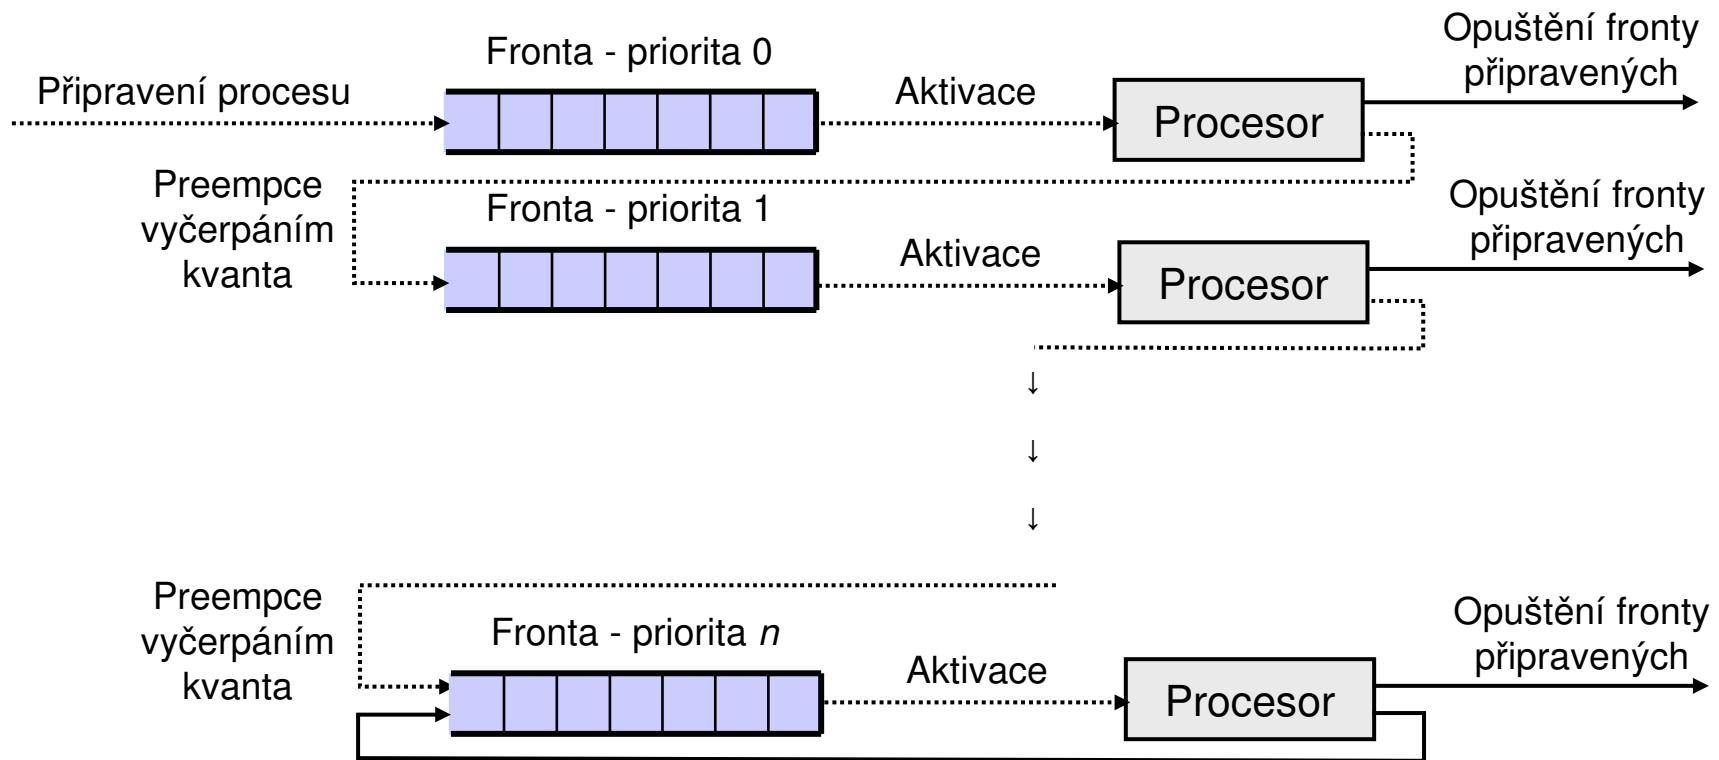 Opuštění fronty
připravených
Fronta - priorita 0
Připravení procesu
Aktivace
Procesor
Preempce
vyčerpáním
kvanta
Fronta - priorita 1
Opuštění fronty
připravených
Aktivace
Procesor
↓
↓
↓
Preempce
vyčerpáním
kvanta
Fronta - priorita n
Opuštění fronty
připravených
Aktivace
Procesor